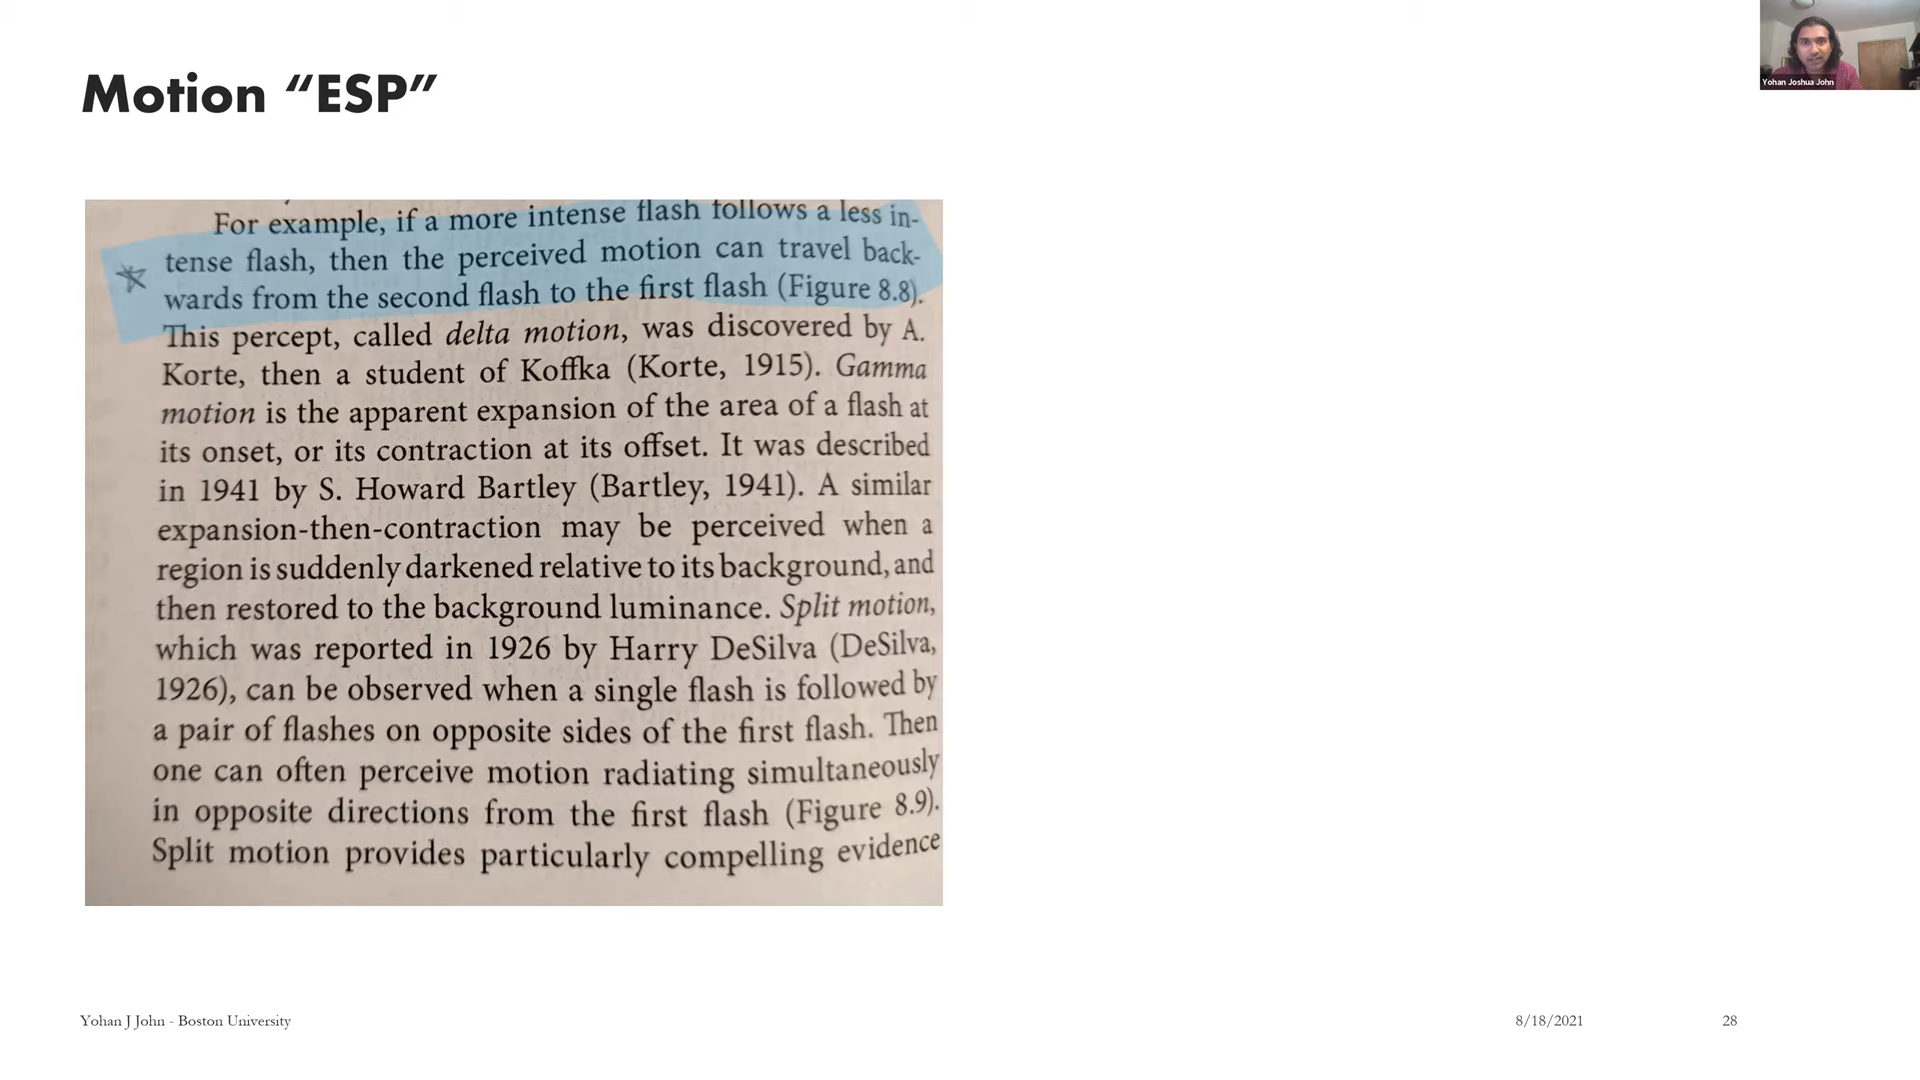 Motion “ESP”
Yohan Joshua John
For example, if a more intense flash follows a less in-
tense flash, then the perceived motion can travel back-
wards from the second flash to the first flash (Figure 8.8).
This percept, called delta motion, was discovered by A.
Korte, then a student of Koffka (Korte, 1915). Gamma
motion is the apparent expansion of the area of a flash at
its onset, or its contraction at its offset. It was described
in 1941 by S. Howard Bartley (Bartley, 1941). A similar
expansion-then-contraction may be perceived when a
region is suddenly darkened relative to its background, and
then restored to the background luminance. Split motion,
which was reported in 1926 by Harry DeSilva (DeSilva,
1926), can be observed when a single flash is followed by
a pair of flashes on opposite sides of the first flash. Then
one can often perceive motion radiating simultaneously
in opposite directions from the first flash (Figure 8.9).
Split motion provides particularly compelling evidence
Yohan J John - Boston University
8/18/2021
28